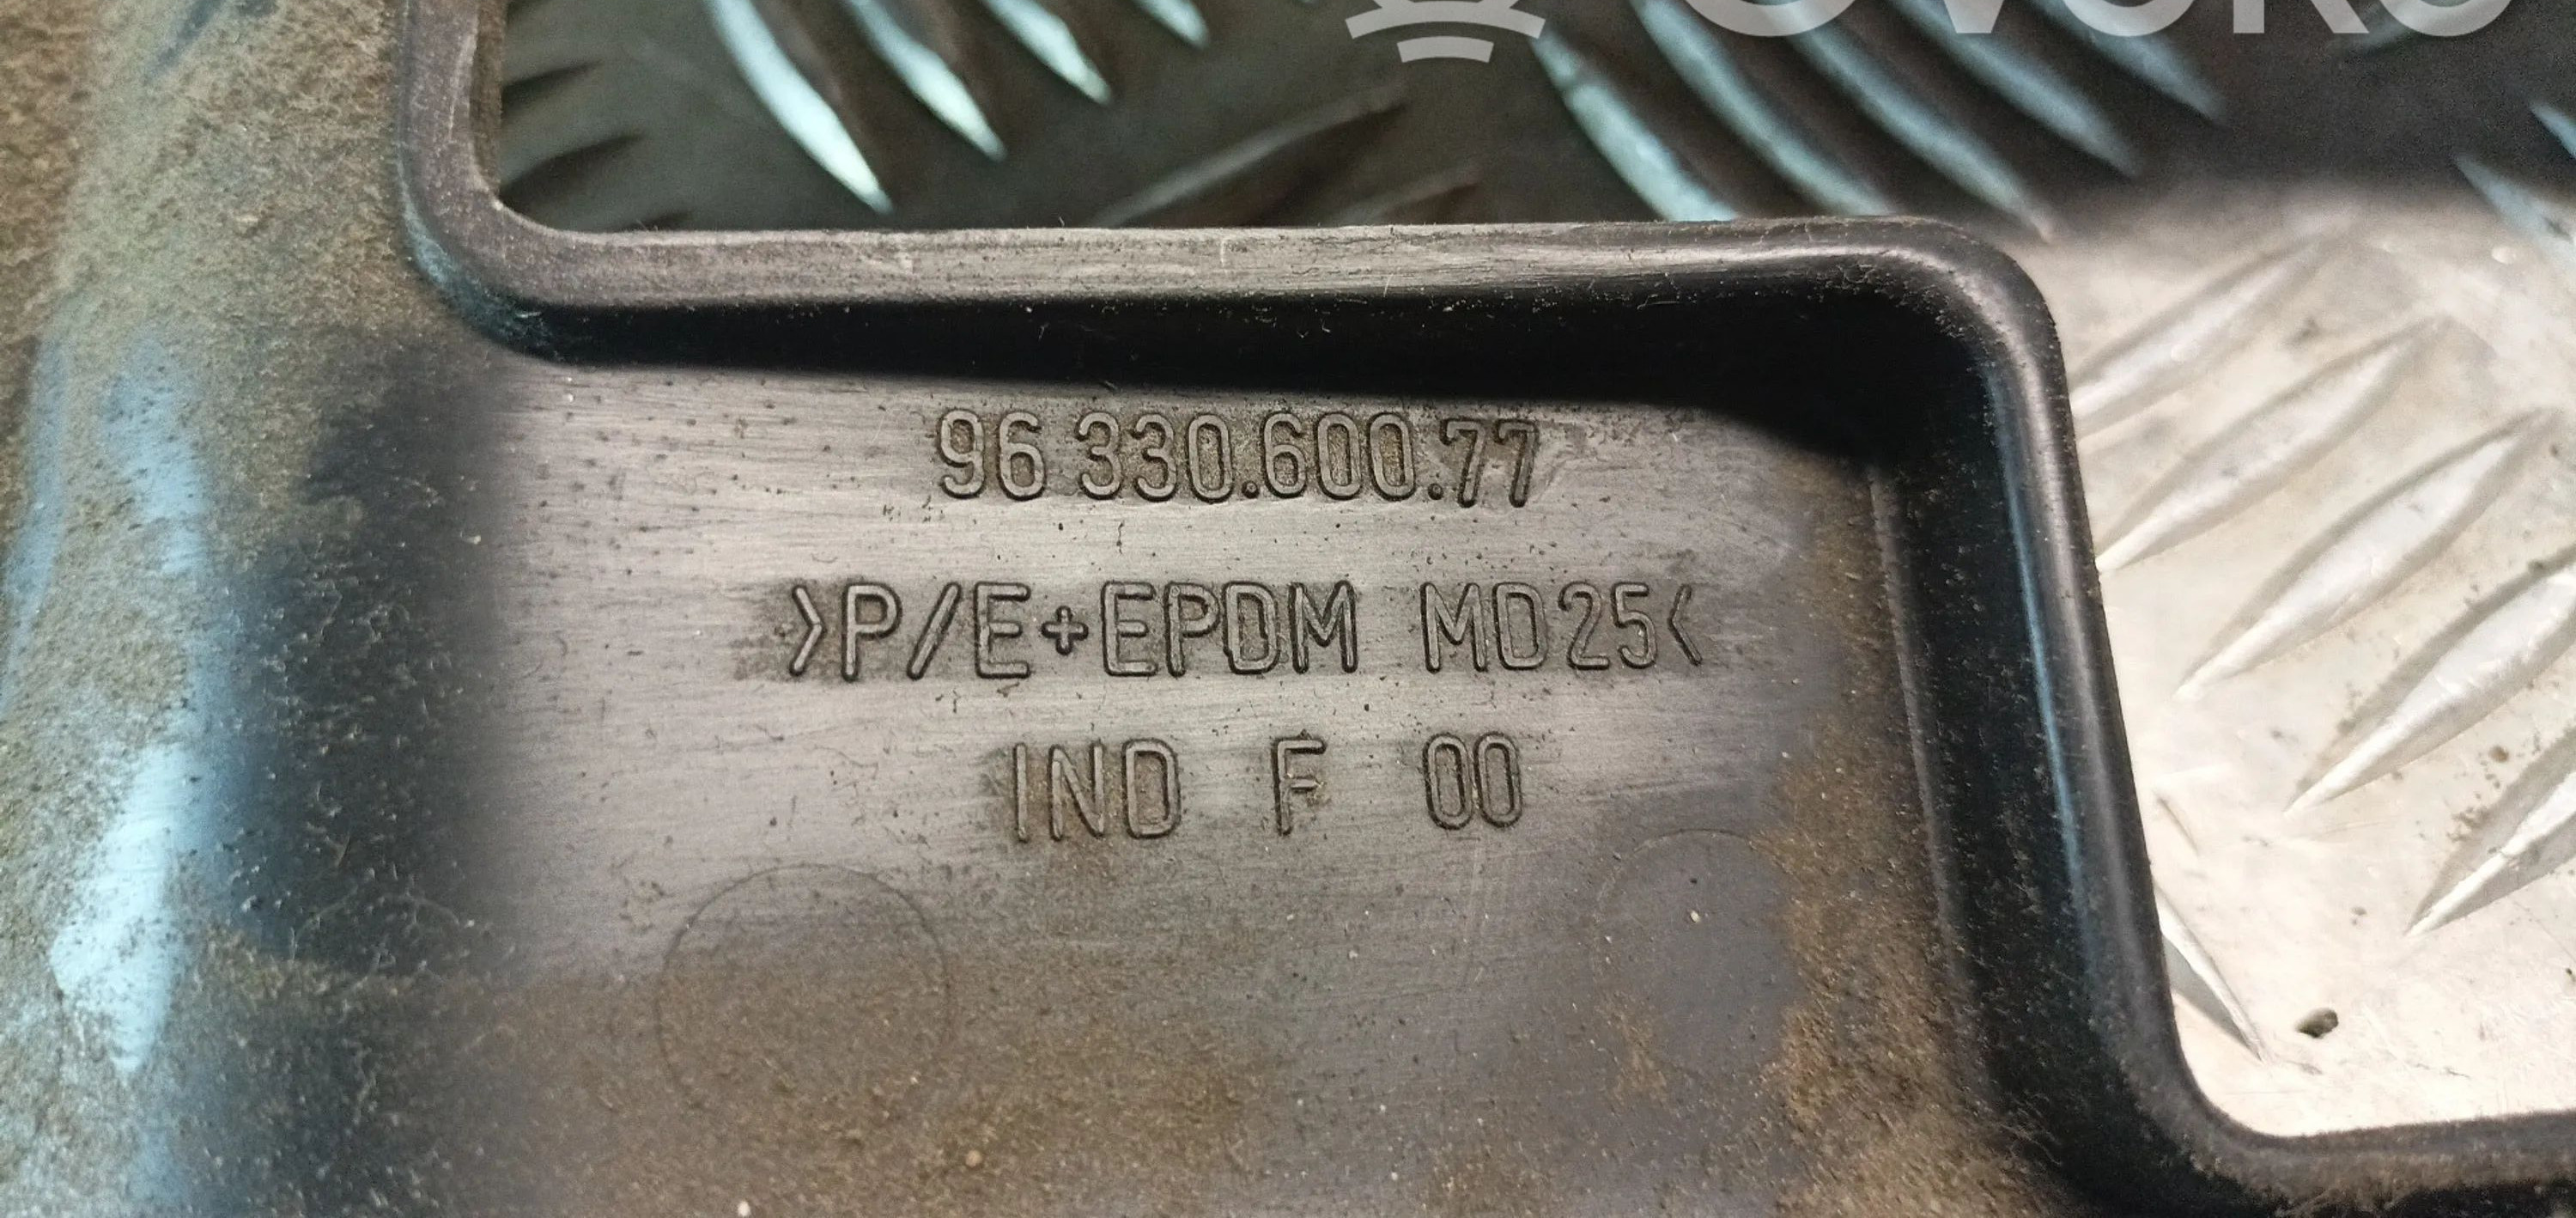 96 330.600.77
>P/E+EPDM MD25<
IND F 00